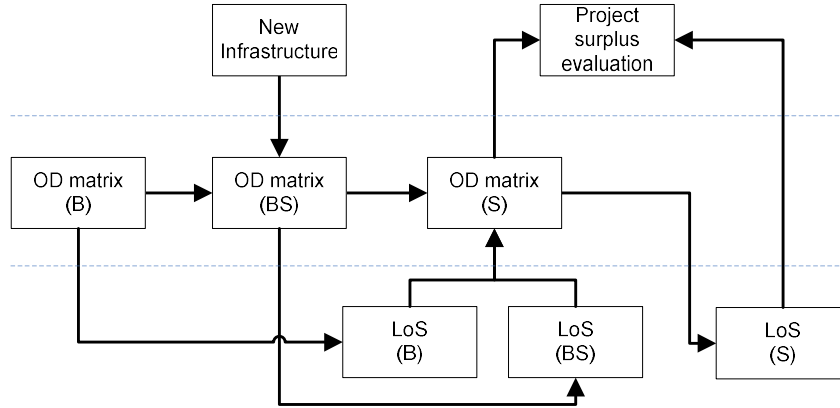 New
Infrastructure
Project
surplus
evaluation
OD matrix
(B)
OD matrix
(BS)
OD matrix
(S)
LoS
(B)
LoS
(BS)
LoS
(S)